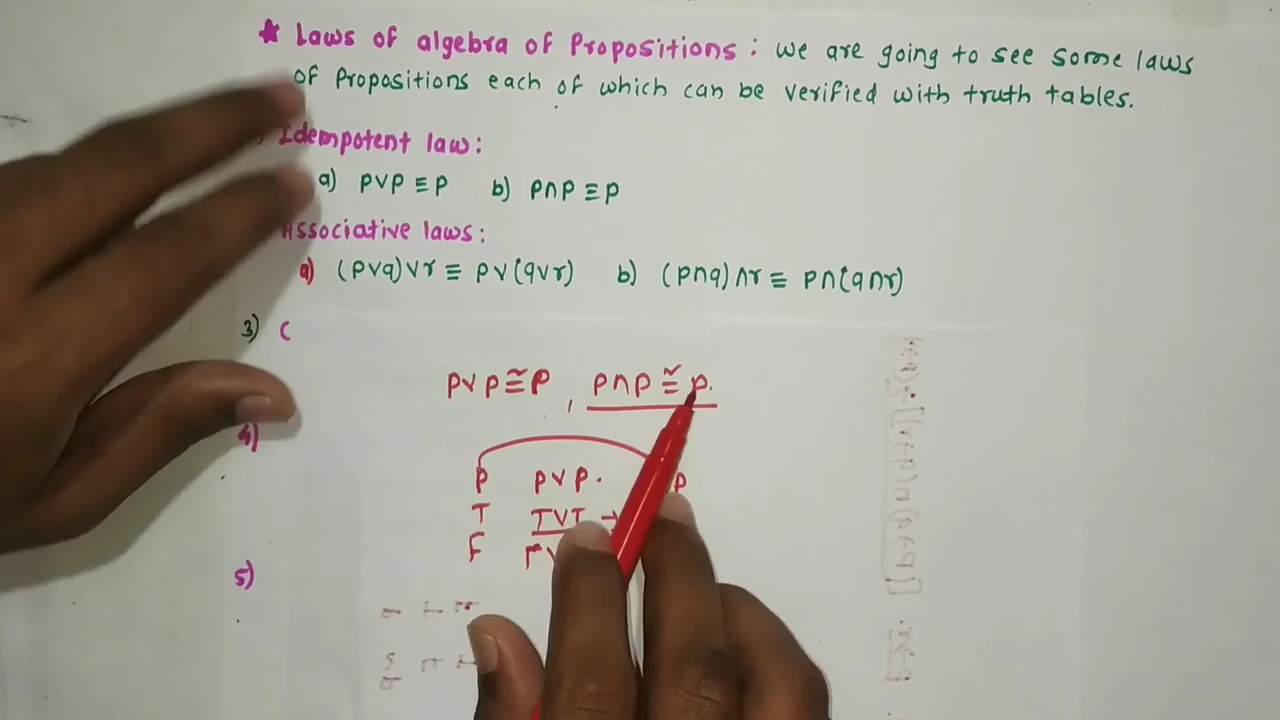 * Laws of algebra of Propositions : we are going to see some laws
of Propositions each of which can be verified with truth tables.
Idempotent law:
a) p∨p ≡ p b) p∩p ≡ p
Associative laws:
a) (p∨q)∨r ≡ p∨(q∨r) b) (p∩q)∩r ≡ p∩(q∩r)
3) C
p∨p ≅ p , p∩p ≅ p.
4)
p p∨p. p
T T∨T →
F F∨
5)